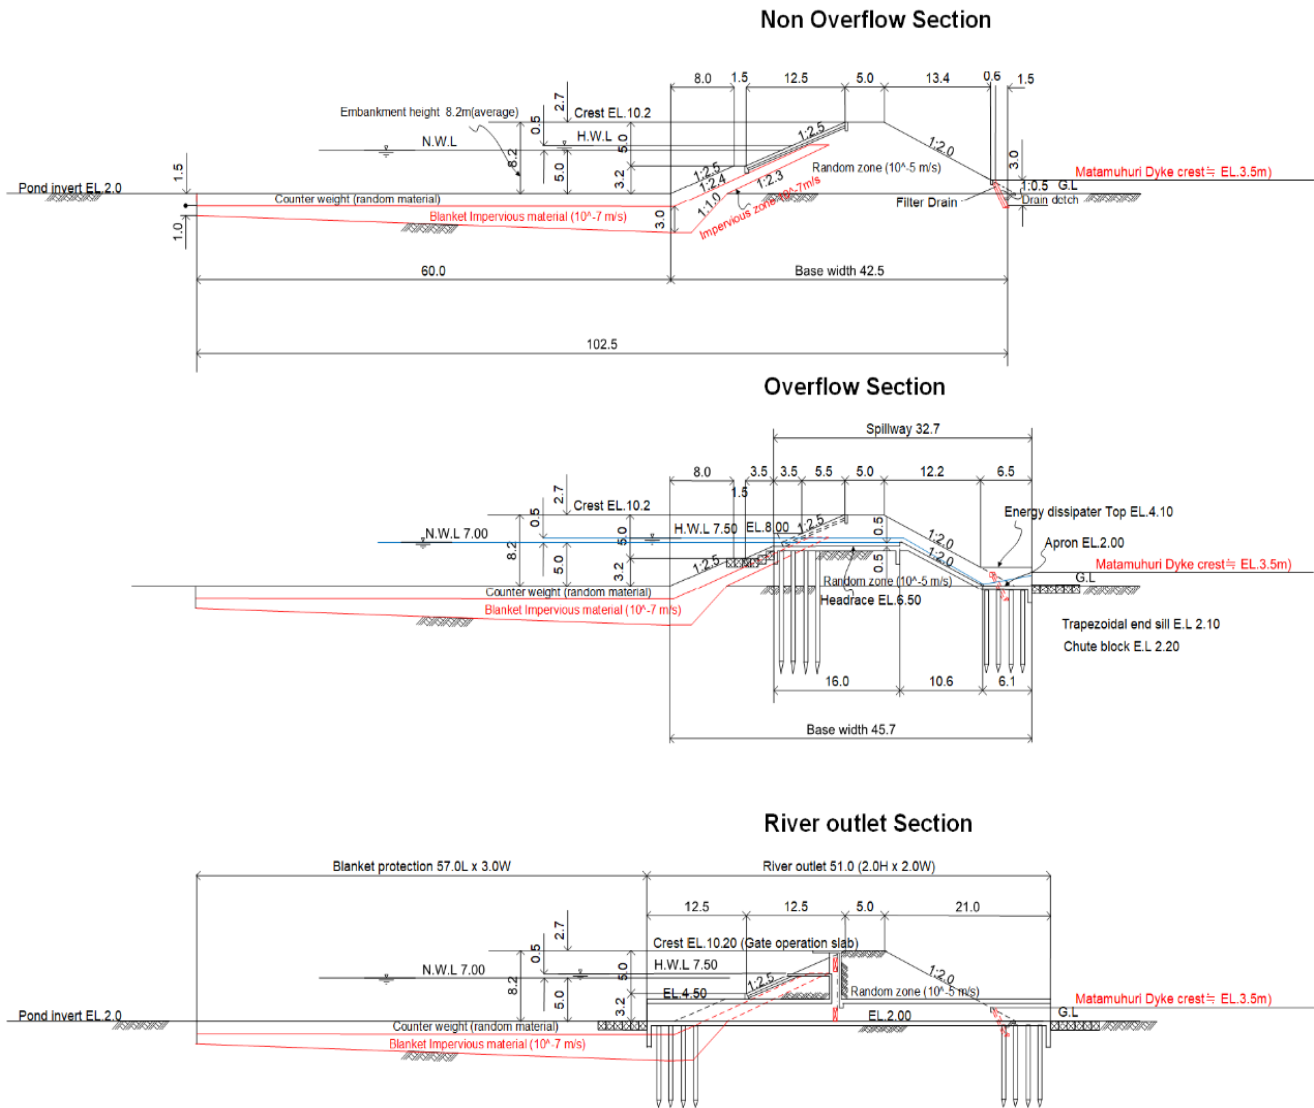 Non Overflow Section
8.0 1.5 12.5 5.0 13.4 0.6 1.5
Embankment height 8.2m(average)
2.7
Crest EL.10.2
0.5
H.W.L
N.W.L
8.2
5.0
5.0
3.2
1:2.5
1:2.0
1:2.5
1:2.4
1:2.3
1:1.0
Random zone (10^-5 m/s)
Impervious zone 10^-7m/s
3.0
Matamuhuri Dyke crest≒ EL.3.5m)
1:0.5
G.L
Filter Drain
Drain detch
1.5
Pond invert EL.2.0
Counter weight (random material)
Blanket Impervious material (10^-7 m/s)
1.0
3.0
60.0
Base width 42.5
102.5
Overflow Section
Spillway 32.7
8.0 3.5 3.5 5.5 5.0 12.2 6.5
1.5
2.7
Crest EL.10.2
0.5
N.W.L 7.00
H.W.L 7.50
EL.8.00
1:2.5
0.5
1:2.0
1:2.0
Energy dissipater Top EL.4.10
Apron EL.2.00
8.2
5.0
5.0
3.2
1:2.5
0.5
Matamuhuri Dyke crest≒ EL.3.5m)
G.L
Random zone (10^-5 m/s)
Headrace EL.6.50
Counter weight (random material)
Blanket Impervious material (10^-7 m/s)
Trapezoidal end sill E.L 2.10
Chute block E.L 2.20
16.0 10.6 6.1
Base width 45.7
River outlet Section
Blanket protection 57.0L x 3.0W
River outlet 51.0 (2.0H x 2.0W)
12.5 12.5 5.0 21.0
2.7
Crest EL.10.20 (Gate operation slab)
0.5
H.W.L 7.50
N.W.L 7.00
8.2
5.0
5.0
3.2
1:2.5
1:2.0
EL.4.50
Random zone (10^-5 m/s)
Matamuhuri Dyke crest≒ EL.3.5m)
G.L
Pond invert EL.2.0
EL.2.00
Counter weight (random material)
Blanket Impervious material (10^-7 m/s)